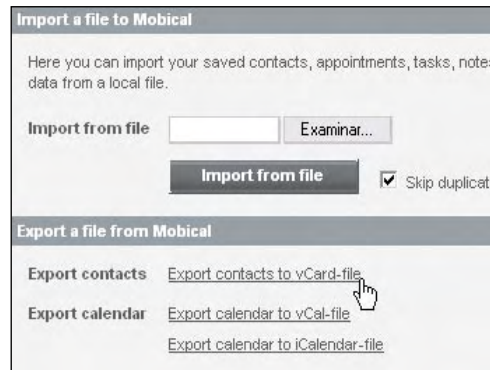 Import a file to Mobical
Here you can import your saved contacts, appointments, tasks, notes
data from a local file.
Import from file
Examinar...
Import from file
Skip duplicat
Export a file from Mobical
Export contacts
Export contacts to vCard-file
Export calendar
Export calendar to vCal-file
Export calendar to iCalendar-file